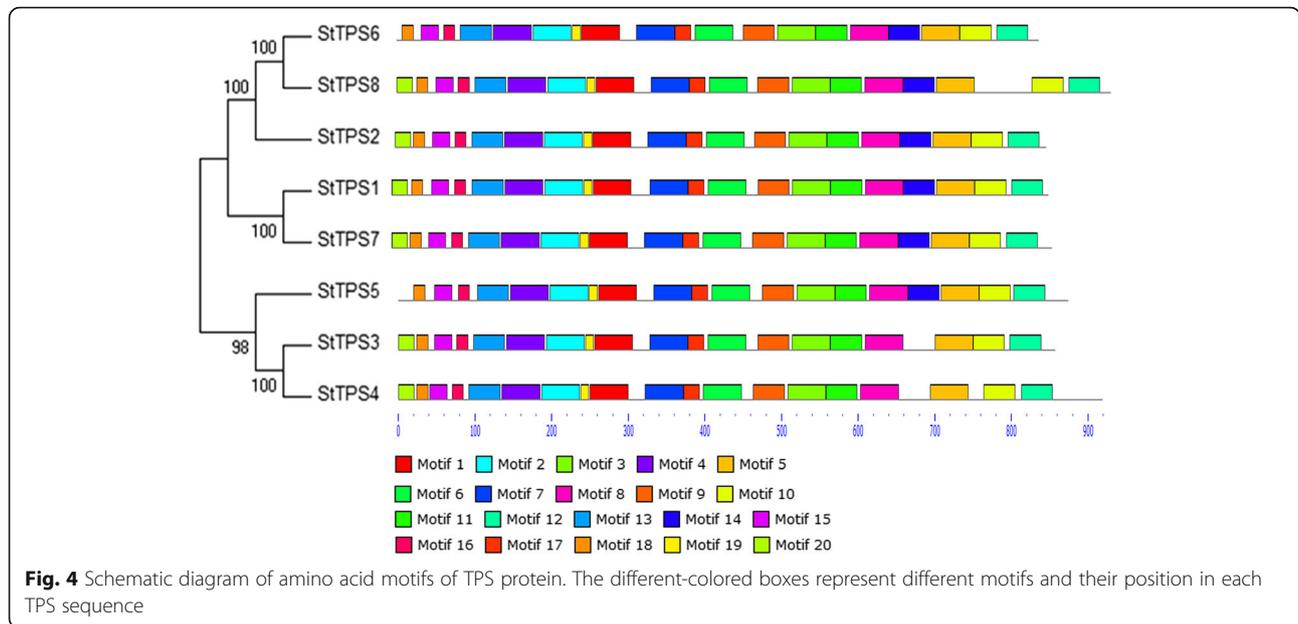 StTPS6
100
StTPS8
100
StTPS2
StTPS1
100
StTPS7
StTPS5
98
StTPS3
100
StTPS4
0 100 200 300 400 500 600 700 800 900
Motif 1 Motif 2 Motif 3 Motif 4 Motif 5
Motif 6 Motif 7 Motif 8 Motif 9 Motif 10
Motif 11 Motif 12 Motif 13 Motif 14 Motif 15
Motif 16 Motif 17 Motif 18 Motif 19 Motif 20
Fig. 4 Schematic diagram of amino acid motifs of TPS protein. The different-colored boxes represent different motifs and their position in each
TPS sequence